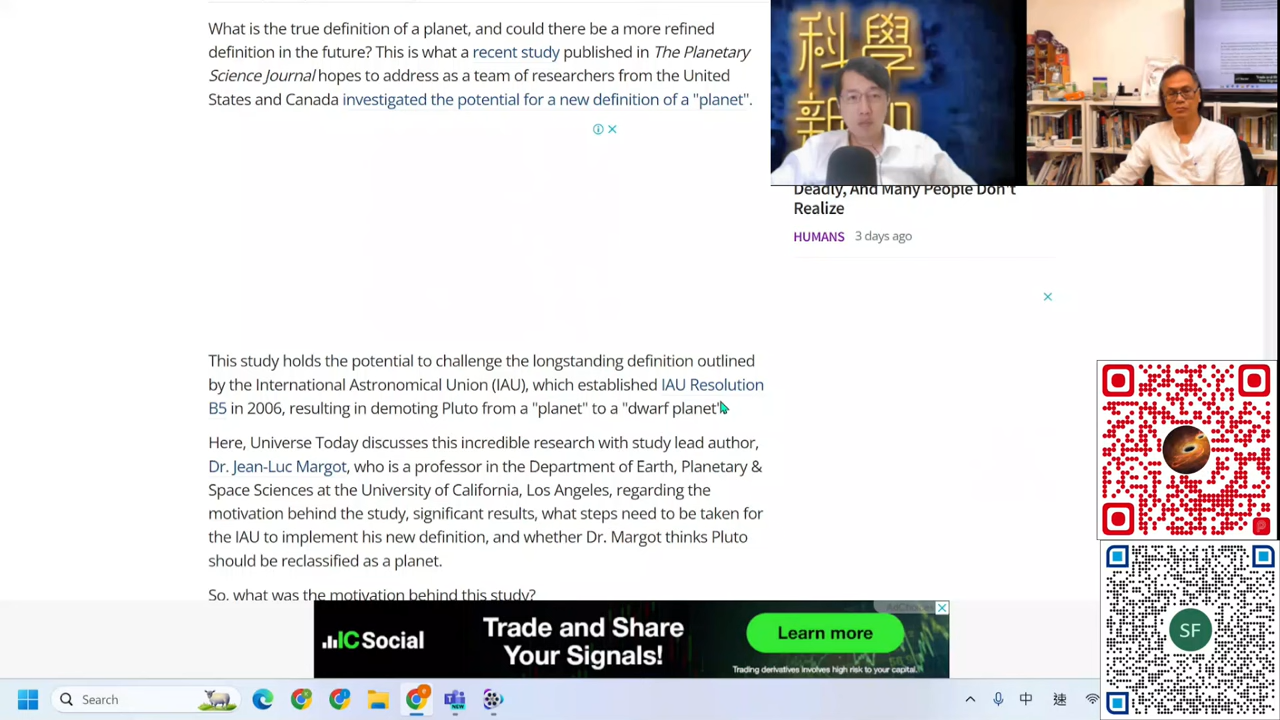 What is the true definition of a planet, and could there be a more refined
definition in the future? This is what a recent study published in The Planetary
Science Journal hopes to address as a team of researchers from the United
States and Canada investigated the potential for a new definition of a "planet".
科學
新知
Deadly, And Many People Don't
Realize
HUMANS 3 days ago
This study holds the potential to challenge the longstanding definition outlined
by the International Astronomical Union (IAU), which established IAU Resolution
B5 in 2006, resulting in demoting Pluto from a "planet" to a "dwarf planet".
Here, Universe Today discusses this incredible research with study lead author,
Dr. Jean-Luc Margot, who is a professor in the Department of Earth, Planetary &
Space Sciences at the University of California, Los Angeles, regarding the
motivation behind the study, significant results, what steps need to be taken for
the IAU to implement his new definition, and whether Dr. Margot thinks Pluto
should be reclassified as a planet.
So, what was the motivation behind this study?
IC Social
Trade and Share
Your Signals!
Learn more
Trading derivatives involves high risk to your capital.
AdChoices
SF
Search
中
速